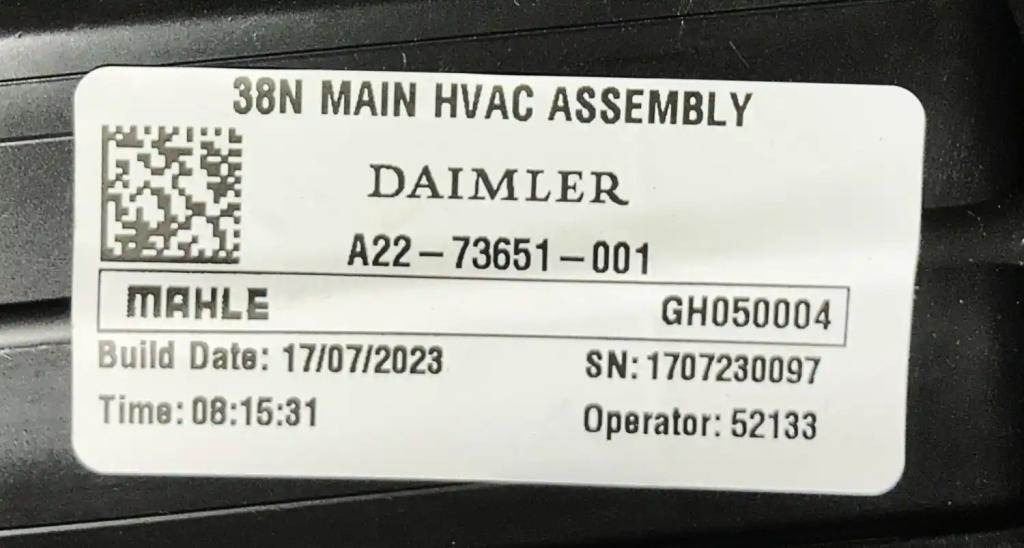 38N MAIN HVAC ASSEMBLY
DAIMLER
A22-73651-001
MAHLE GH050004
Build Date: 17/07/2023 SN: 1707230097
Time: 08:15:31 Operator: 52133